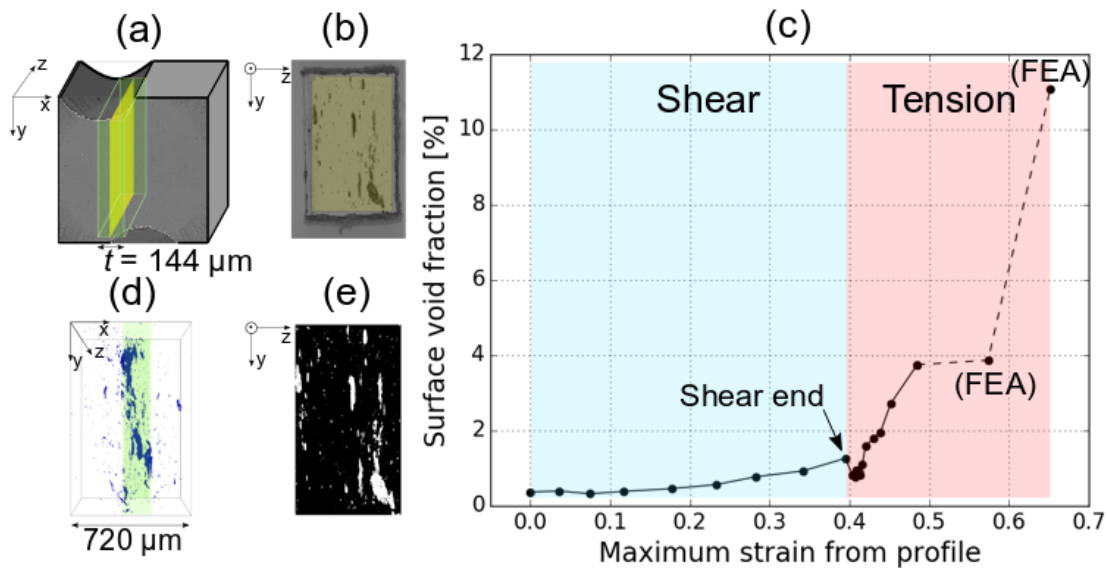 (a)
z
x
y
t = 144 µm
(b)
z
y
(c)
12
10
8
6
4
2
0
Surface void fraction [%]
Shear
Tension
(FEA)
(FEA)
Shear end
0.0 0.1 0.2 0.3 0.4 0.5 0.6 0.7
Maximum strain from profile
(d)
x
y
z
720 µm
(e)
z
y